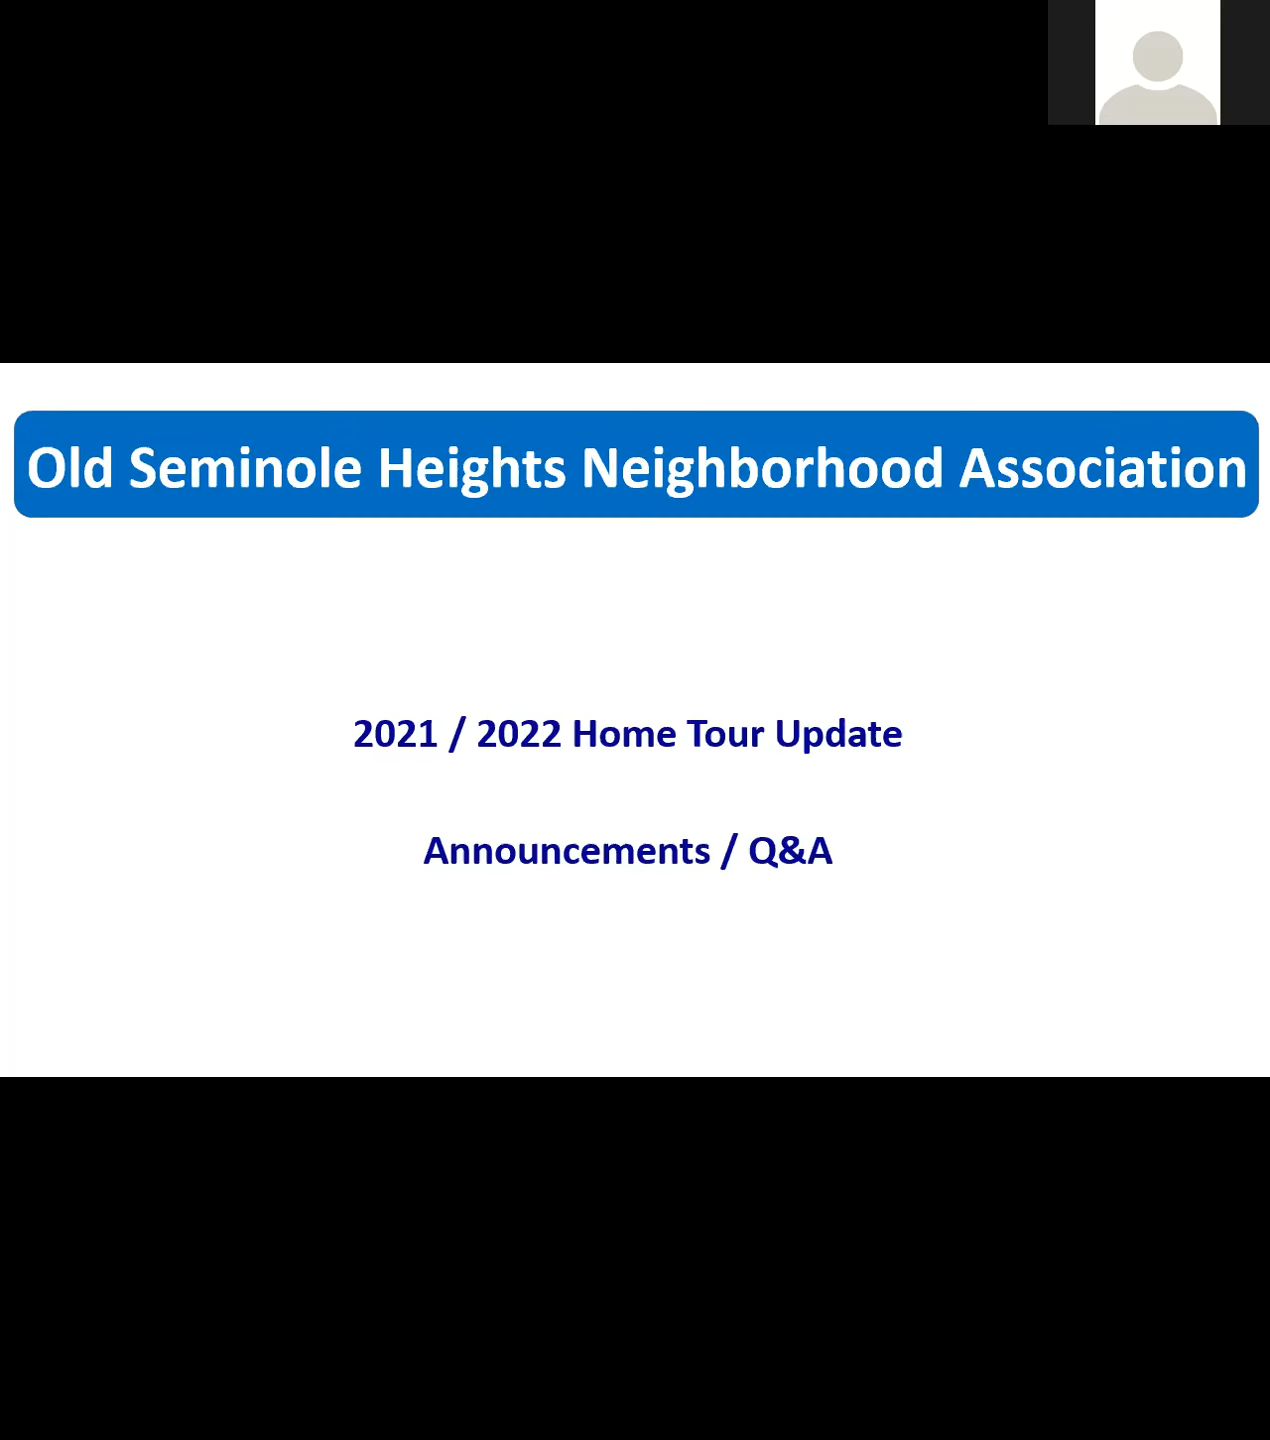 Old Seminole Heights Neighborhood Association
2021 / 2022 Home Tour Update
Announcements / Q&A